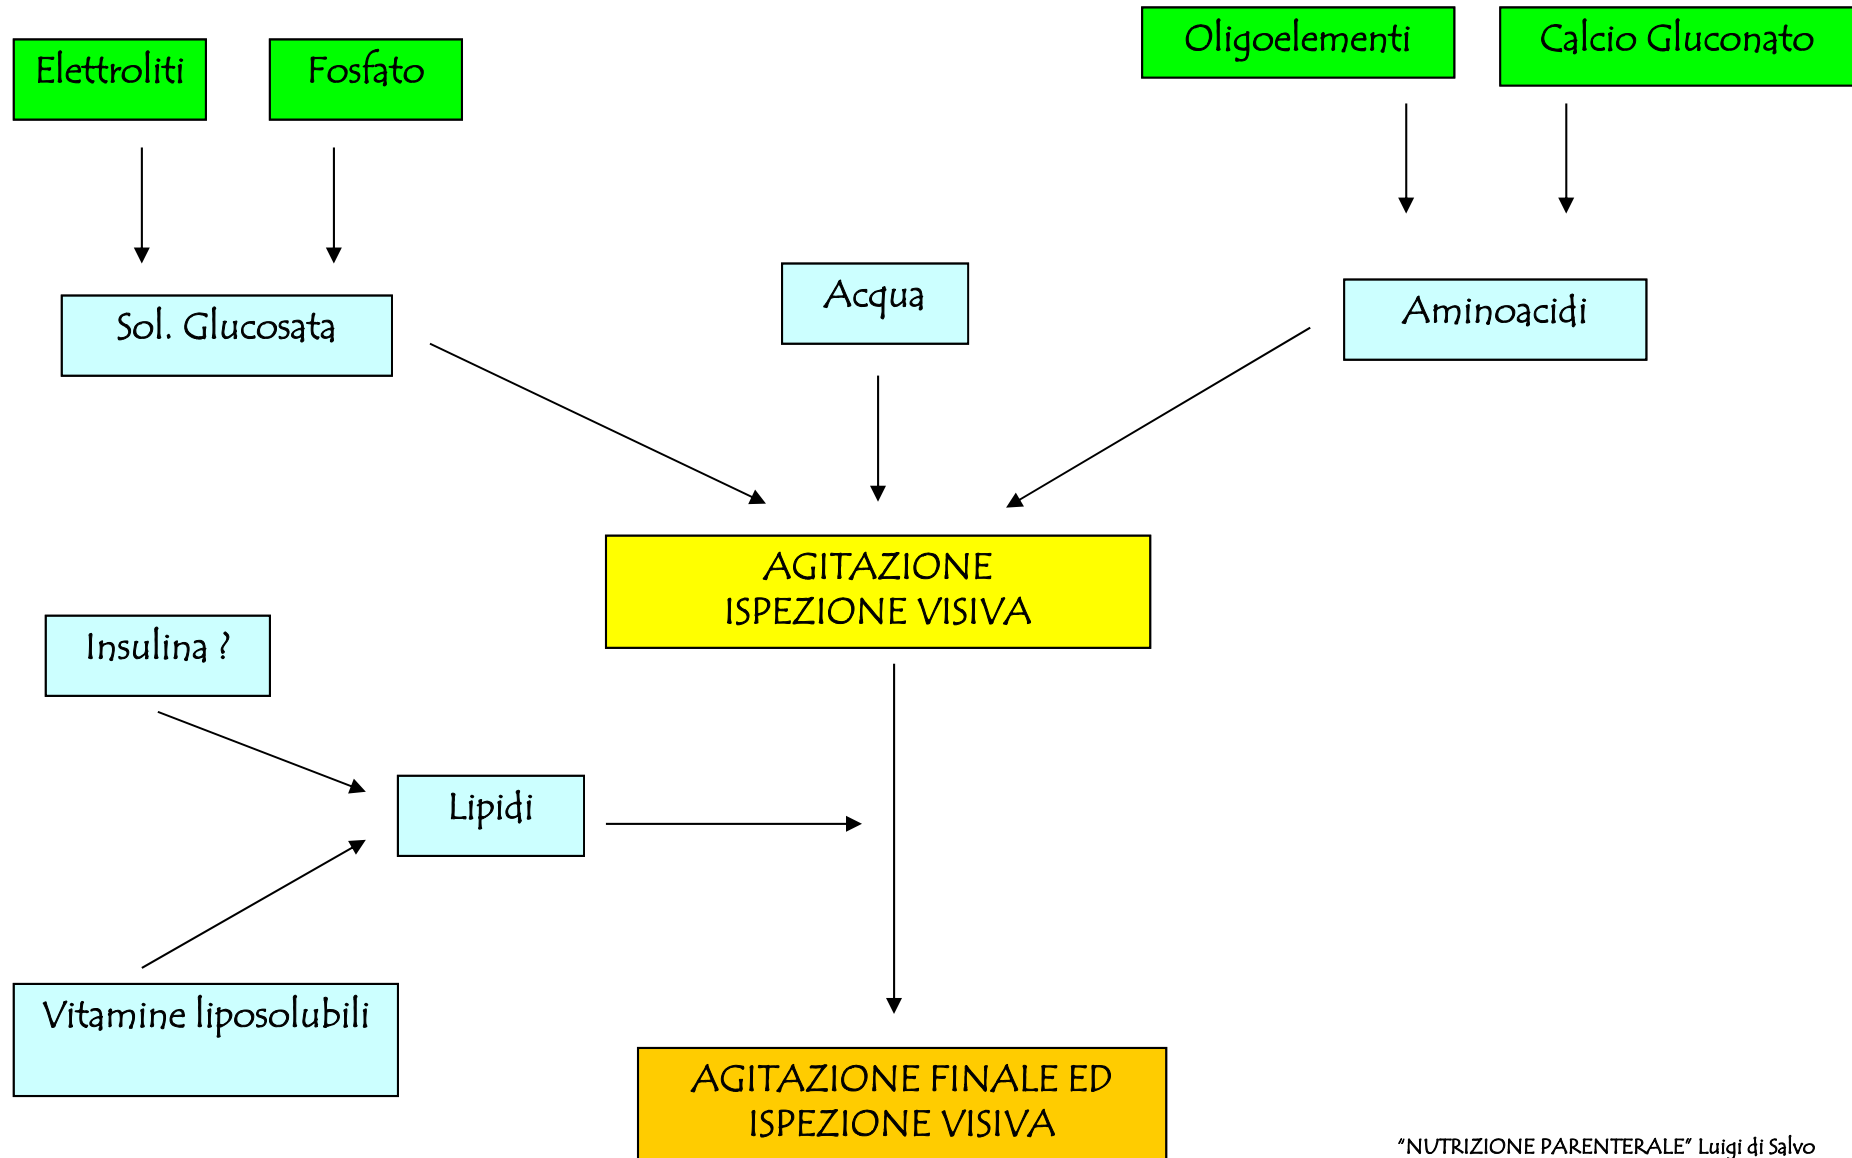 Elettroliti
Fosfato
Oligoelementi
Calcio Gluconato
Sol. Glucosata
Acqua
Aminoacidi
AGITAZIONE
ISPEZIONE VISIVA
Insulina ?
Lipidi
Vitamine liposolubili
AGITAZIONE FINALE ED
ISPEZIONE VISIVA
"NUTRIZIONE PARENTERALE" Luigi di Salvo